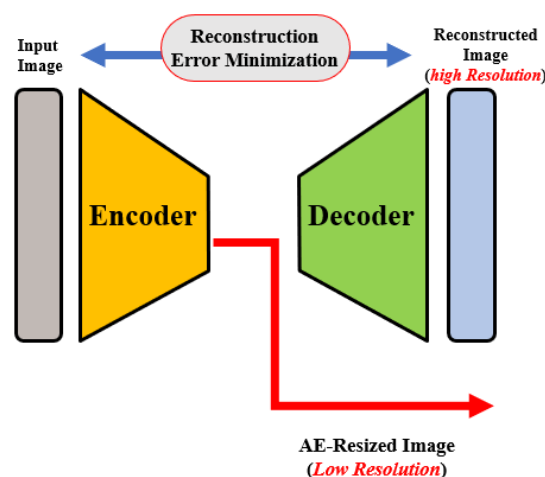 Input
Image
Reconstruction
Error Minimization
Reconstructed
Image
(high Resolution)
Encoder
Decoder
AE-Resized Image
(Low Resolution)